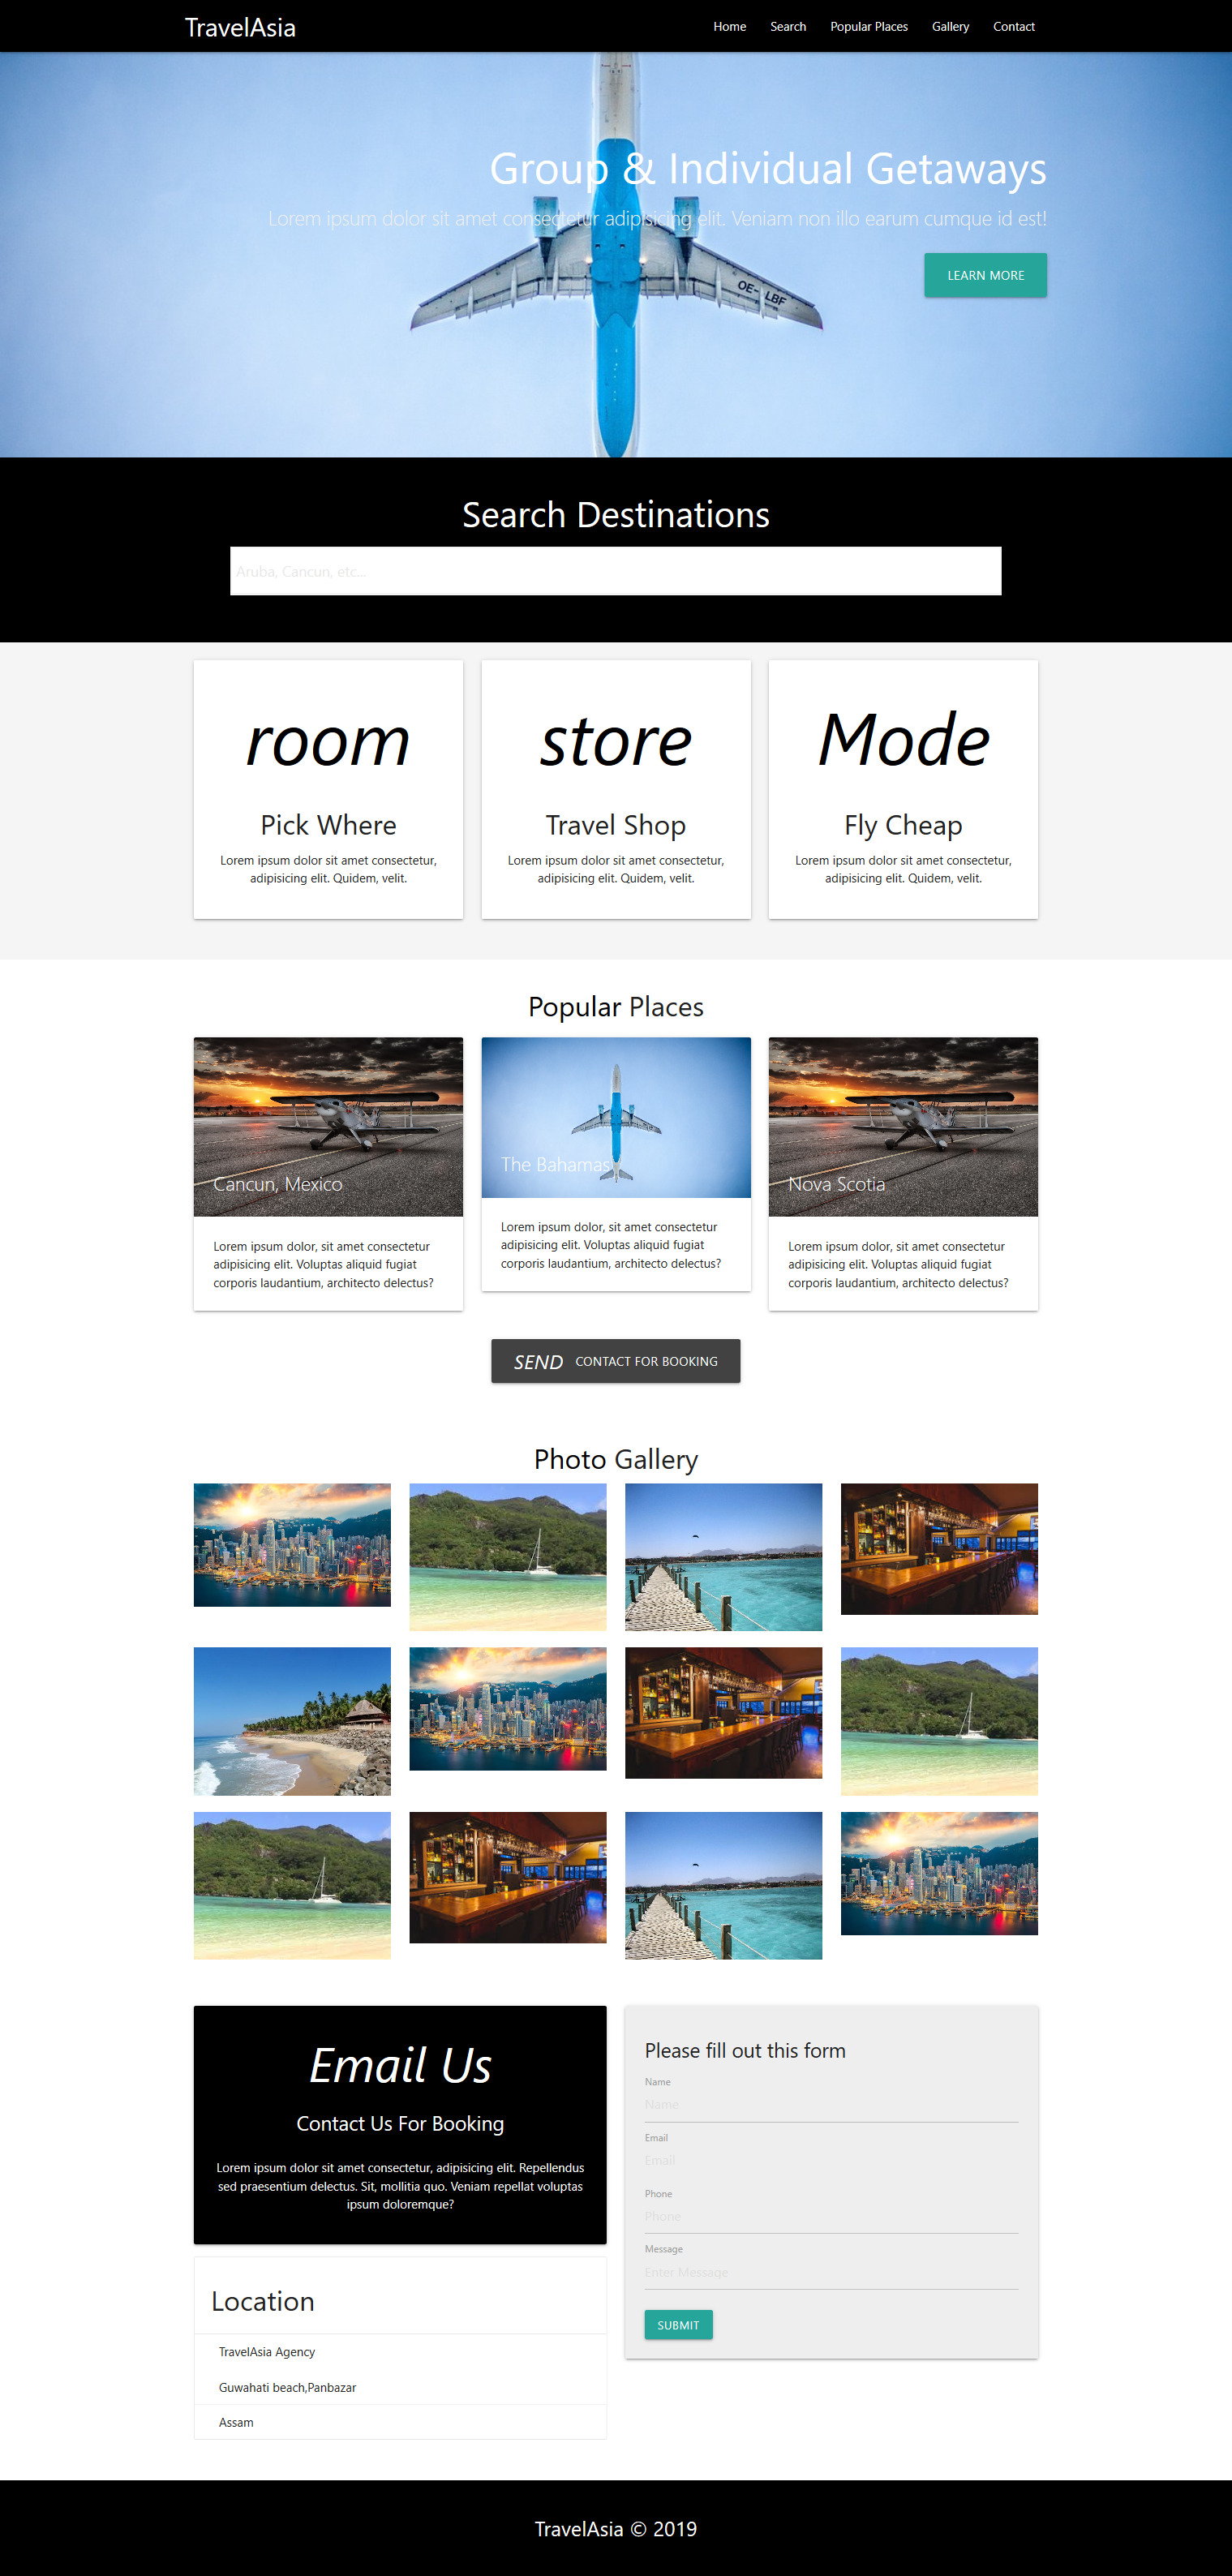 TravelAsia
Home Search Popular Places Gallery Contact
Group & Individual Getaways
Lorem ipsum dolor sit amet consectetur adipisicing elit. Veniam non illo earum cumque id est!
LEARN MORE
OE- LBF
Search Destinations
Aruba, Cancun, etc...
room
Pick Where
Lorem ipsum dolor sit amet consectetur,
adipisicing elit. Quidem, velit.
store
Travel Shop
Lorem ipsum dolor sit amet consectetur,
adipisicing elit. Quidem, velit.
Mode
Fly Cheap
Lorem ipsum dolor sit amet consectetur,
adipisicing elit. Quidem, velit.
Popular Places
Cancun, Mexico
Lorem ipsum dolor, sit amet consectetur
adipisicing elit. Voluptas aliquid fugiat
corporis laudantium, architecto delectus?
The Bahamas
Lorem ipsum dolor, sit amet consectetur
adipisicing elit. Voluptas aliquid fugiat
corporis laudantium, architecto delectus?
Nova Scotia
Lorem ipsum dolor, sit amet consectetur
adipisicing elit. Voluptas aliquid fugiat
corporis laudantium, architecto delectus?
SEND CONTACT FOR BOOKING
Photo Gallery
Email Us
Contact Us For Booking
Lorem ipsum dolor sit amet consectetur, adipisicing elit. Repellendus
sed praesentium delectus. Sit, mollitia quo. Veniam repellat voluptas
ipsum doloremque?
Location
TravelAsia Agency
Guwahati beach,Panbazar
Assam
Please fill out this form
Name
Name
Email
Email
Phone
Phone
Message
Enter Message
SUBMIT
TravelAsia © 2019